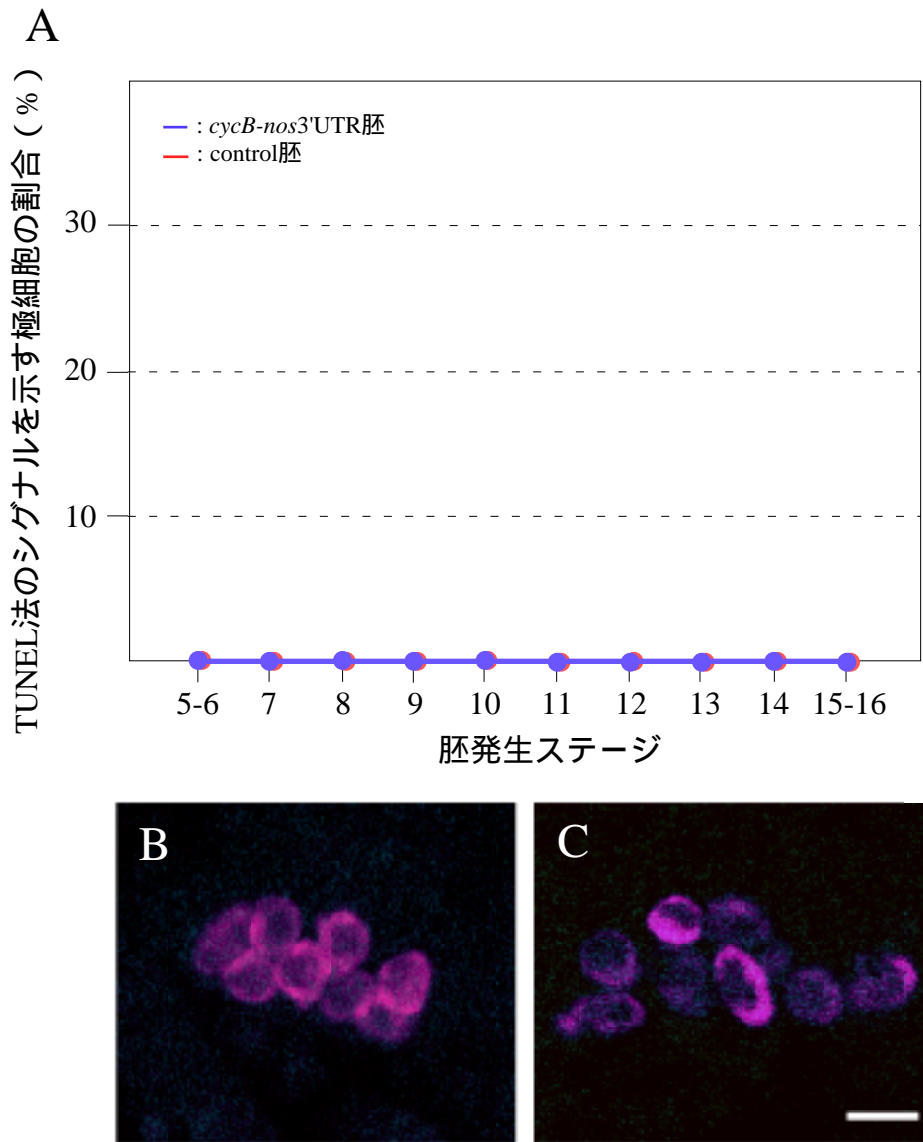 A
TUNEL法のシグナルを示す極細胞の割合（%）
: cycB-nos3'UTR胚
: control胚
30
20
10
5-6 7 8 9 10 11 12 13 14 15-16
胚発生ステージ
B C